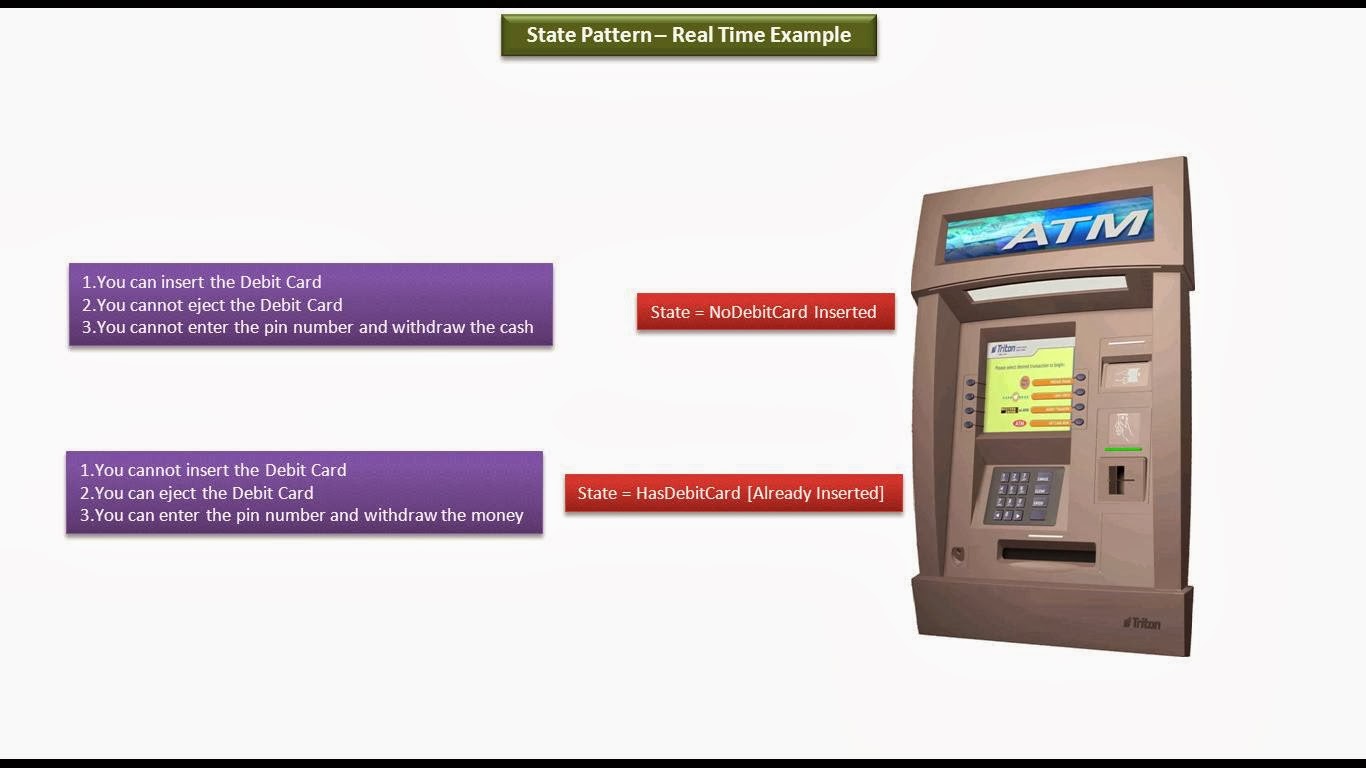 State Pattern – Real Time Example
1.You can insert the Debit Card
2.You cannot eject the Debit Card
3.You cannot enter the pin number and withdraw the cash
State = NoDebitCard Inserted
1.You cannot insert the Debit Card
2.You can eject the Debit Card
3.You can enter the pin number and withdraw the money
State = HasDebitCard [Already Inserted]
ATM
Triton
Please select desired transaction to begin:
Triton